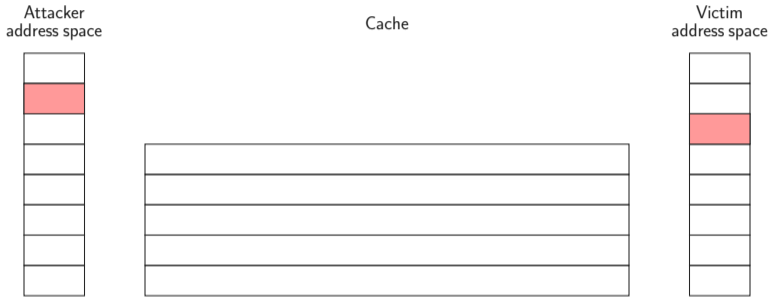 Attacker
address space
Cache
Victim
address space